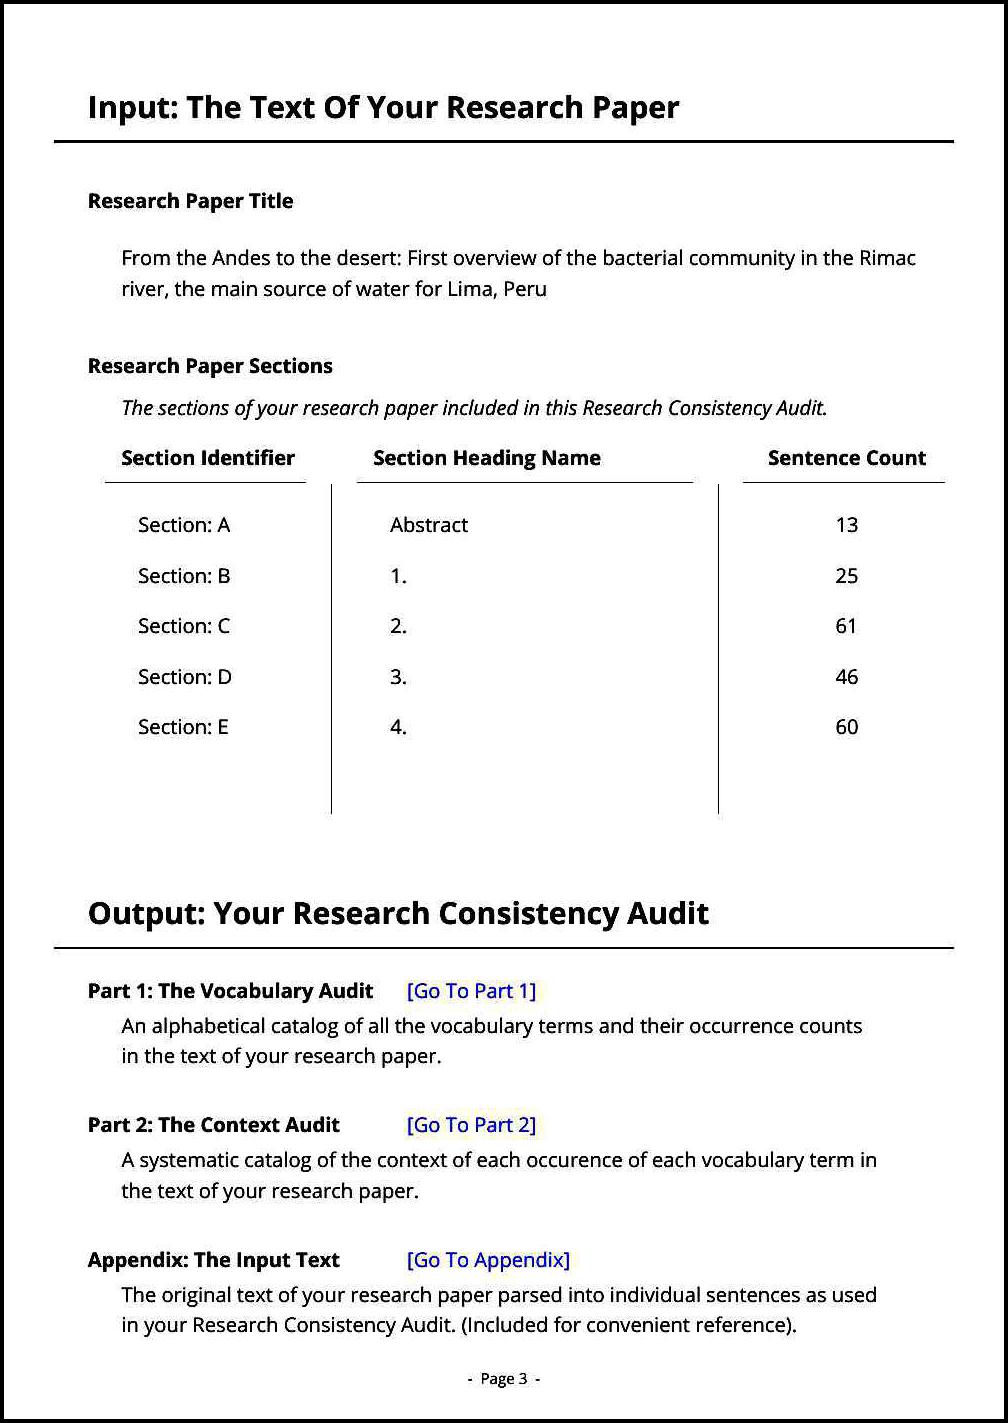 Input: The Text Of Your Research Paper
Research Paper Title
From the Andes to the desert: First overview of the bacterial community in the Rimac
river, the main source of water for Lima, Peru
Research Paper Sections
The sections of your research paper included in this Research Consistency Audit.
Section Identifier Section Heading Name Sentence Count
Section: A Abstract 13
Section: B 1. 25
Section: C 2. 61
Section: D 3. 46
Section: E 4. 60
Output: Your Research Consistency Audit
Part 1: The Vocabulary Audit [Go To Part 1]
An alphabetical catalog of all the vocabulary terms and their occurrence counts
in the text of your research paper.
Part 2: The Context Audit [Go To Part 2]
A systematic catalog of the context of each occurence of each vocabulary term in
the text of your research paper.
Appendix: The Input Text [Go To Appendix]
The original text of your research paper parsed into individual sentences as used
in your Research Consistency Audit. (Included for convenient reference).
- Page 3 -